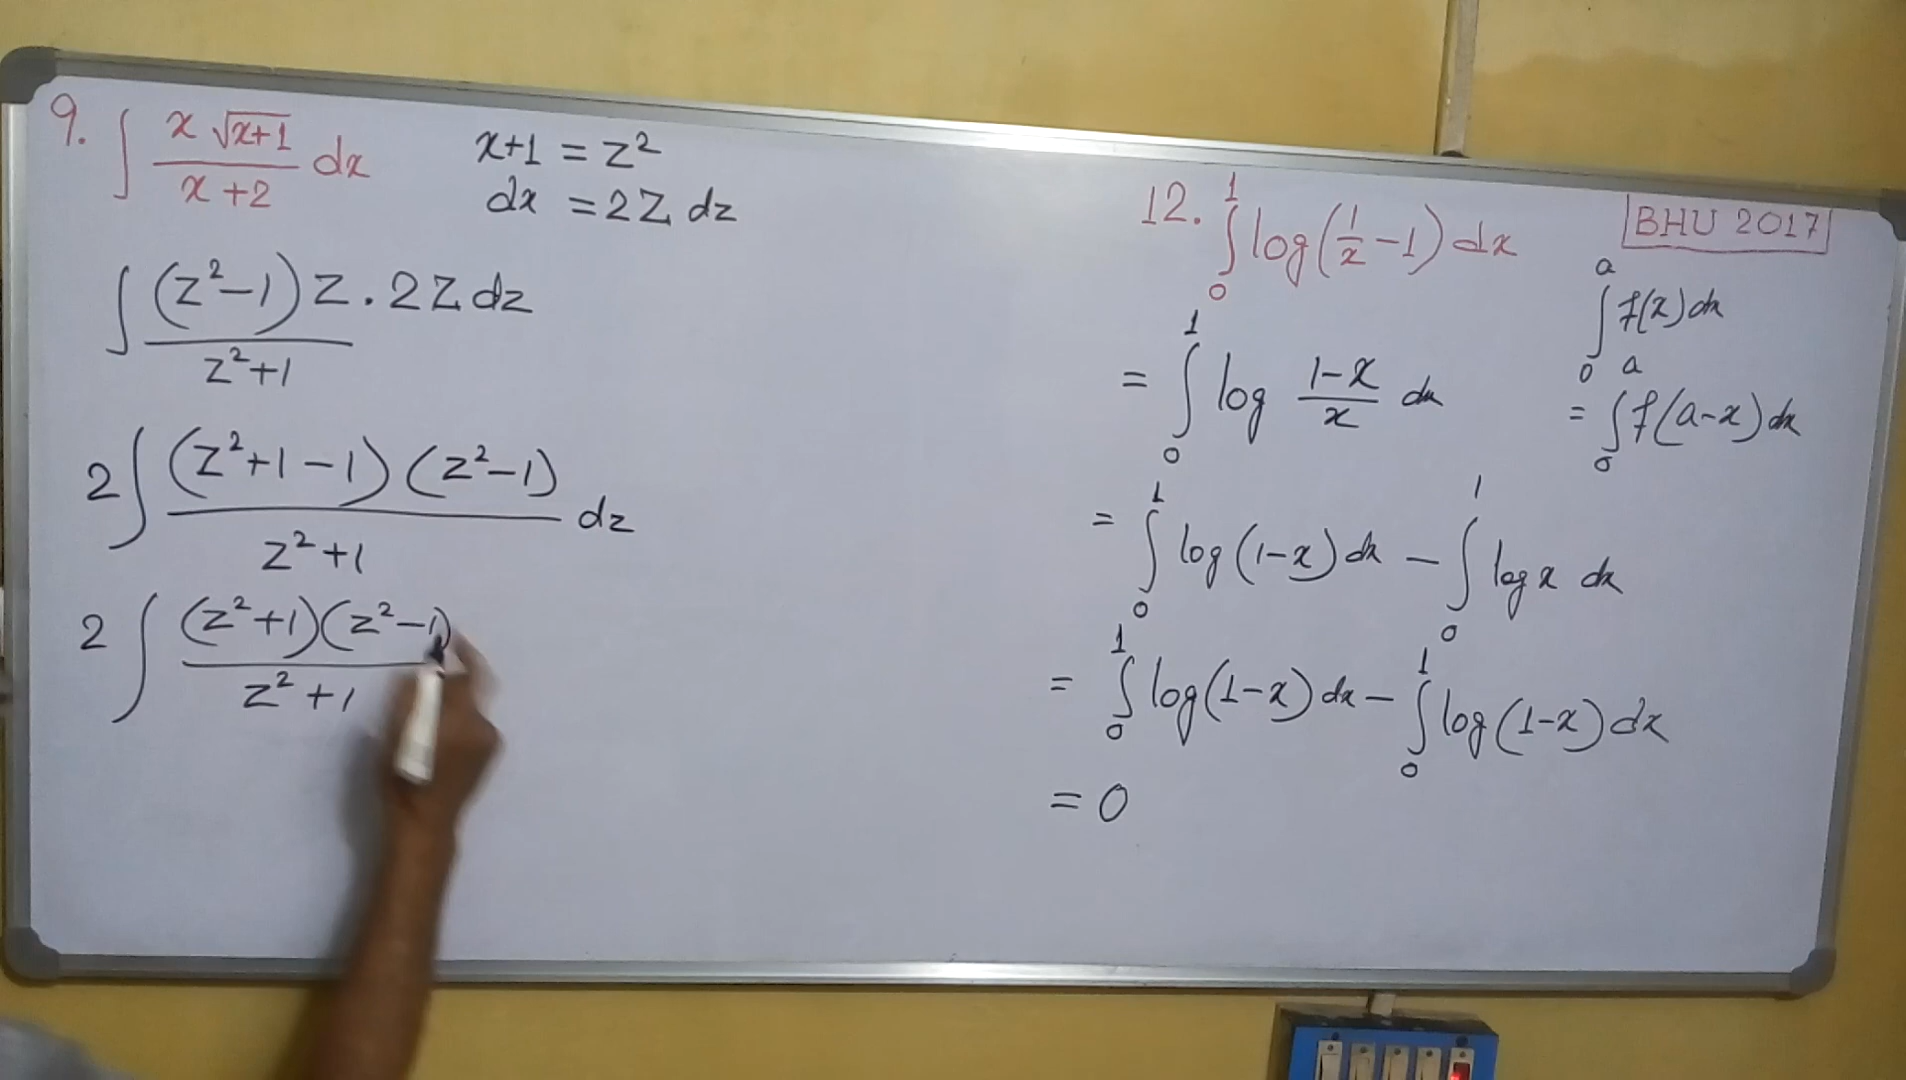 9. ∫ x √x+1 / x+2 dx
x+1 = z²
dx = 2z dz
∫ (z²-1) z . 2z dz / z²+1
2 ∫ (z²+1-1) (z²-1) / z²+1 dz
2 ∫ (z²+1)(z²-1) / z²+1
12. ∫₀¹ log(1/x - 1) dx
BHU 2017
∫₀ᵃ f(x) dx
= ∫₀ᵃ f(a-x) dx
= ∫₀¹ log 1-x / x dx
= ∫₀¹ log (1-x) dx - ∫₀¹ log x dx
= ∫₀¹ log(1-x) dx - ∫₀¹ log (1-x) dx
= 0